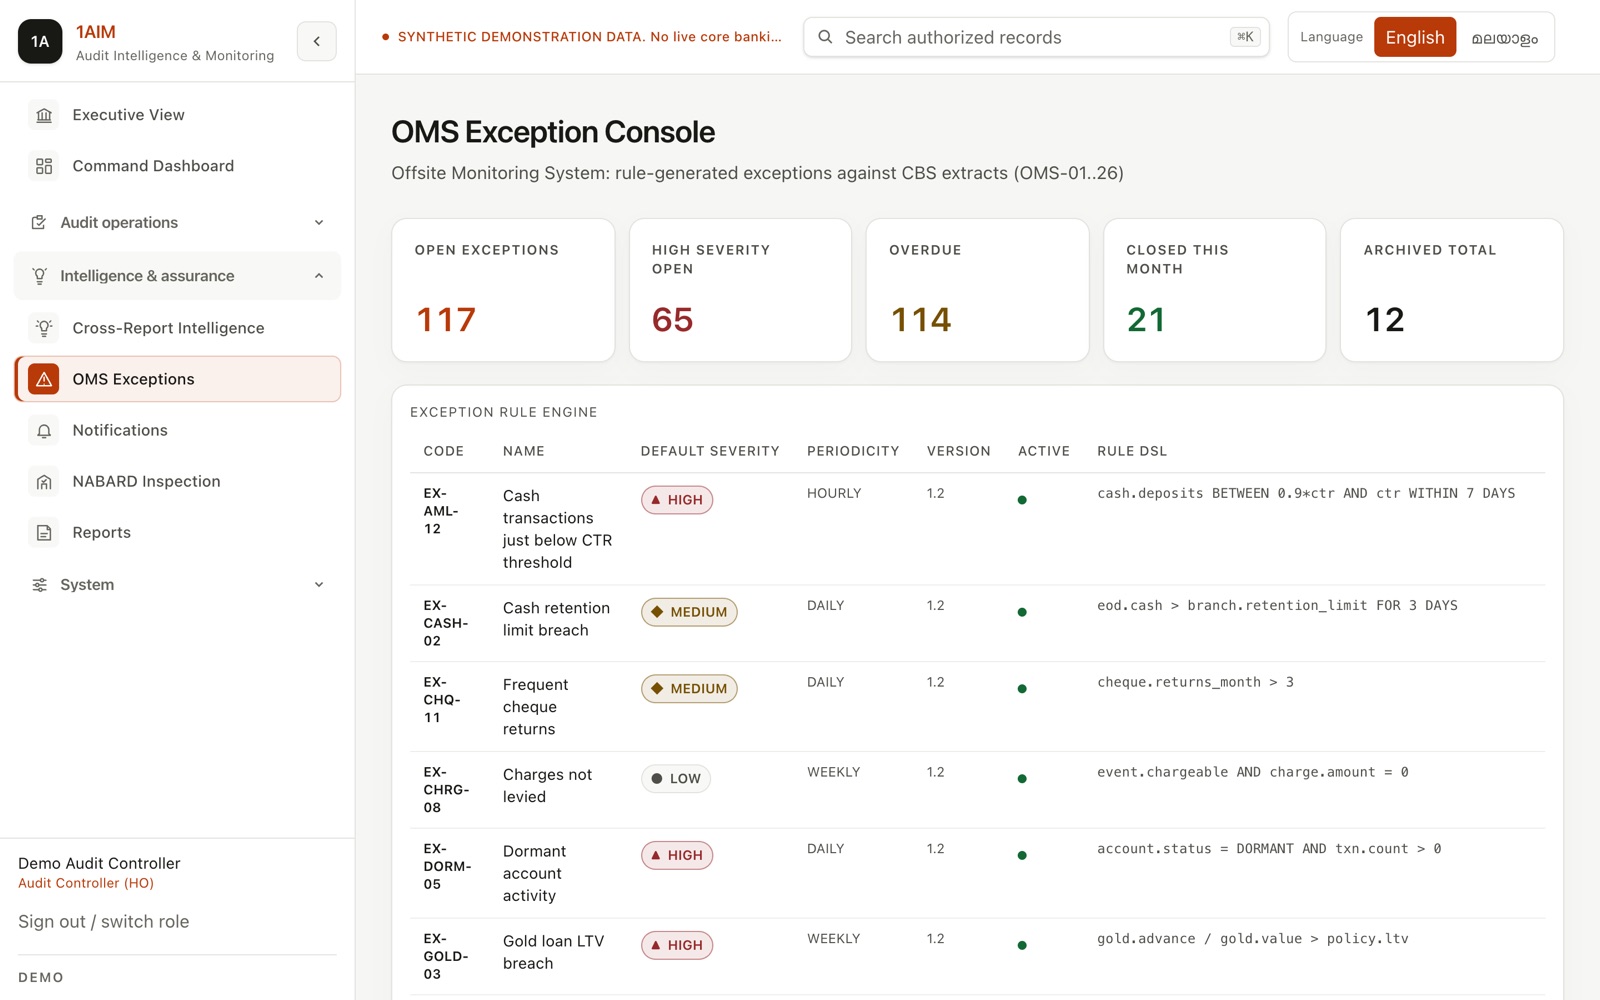 1A
1AIM
Audit Intelligence & Monitoring
Executive View
Command Dashboard
Audit operations
Intelligence & assurance
Cross-Report Intelligence
OMS Exceptions
Notifications
NABARD Inspection
Reports
System
Demo Audit Controller
Audit Controller (HO)
Sign out / switch role
DEMO
SYNTHETIC DEMONSTRATION DATA. No live core banki...
Search authorized records
⌘K
Language
English
മലയാളം
OMS Exception Console
Offsite Monitoring System: rule-generated exceptions against CBS extracts (OMS-01..26)
OPEN EXCEPTIONS
117
HIGH SEVERITY
OPEN
65
OVERDUE
114
CLOSED THIS
MONTH
21
ARCHIVED TOTAL
12
EXCEPTION RULE ENGINE
CODE NAME DEFAULT SEVERITY PERIODICITY VERSION ACTIVE RULE DSL
EX-
AML-
12
Cash
transactions
just below CTR
threshold
HIGH
HOURLY
1.2
cash.deposits BETWEEN 0.9*ctr AND ctr WITHIN 7 DAYS
EX-
CASH-
02
Cash retention
limit breach
MEDIUM
DAILY
1.2
eod.cash > branch.retention_limit FOR 3 DAYS
EX-
CHQ-
11
Frequent
cheque
returns
MEDIUM
DAILY
1.2
cheque.returns_month > 3
EX-
CHRG-
08
Charges not
levied
LOW
WEEKLY
1.2
event.chargeable AND charge.amount = 0
EX-
DORM-
05
Dormant
account
activity
HIGH
DAILY
1.2
account.status = DORMANT AND txn.count > 0
EX-
GOLD-
03
Gold loan LTV
breach
HIGH
WEEKLY
1.2
gold.advance / gold.value > policy.ltv